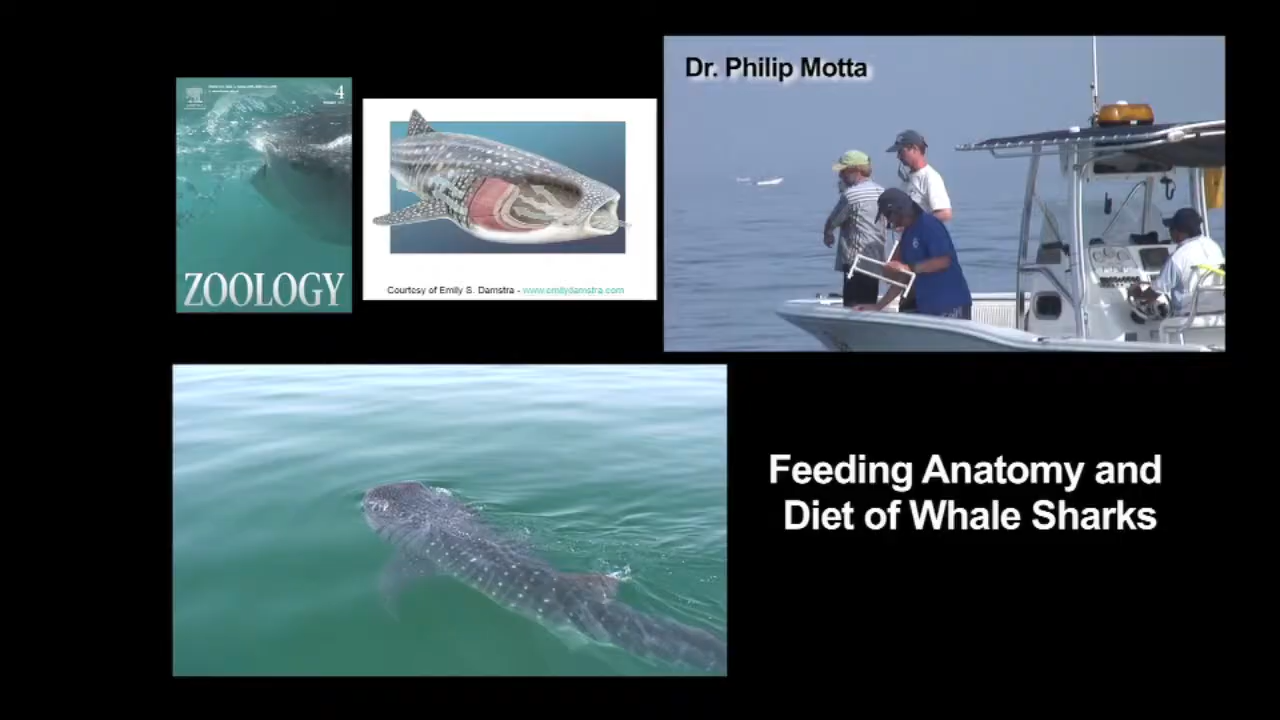 4
ZOOLOGY
Courtesy of Emily S. Damstra - www.emilydamstra.com
Dr. Philip Motta
Feeding Anatomy and
Diet of Whale Sharks